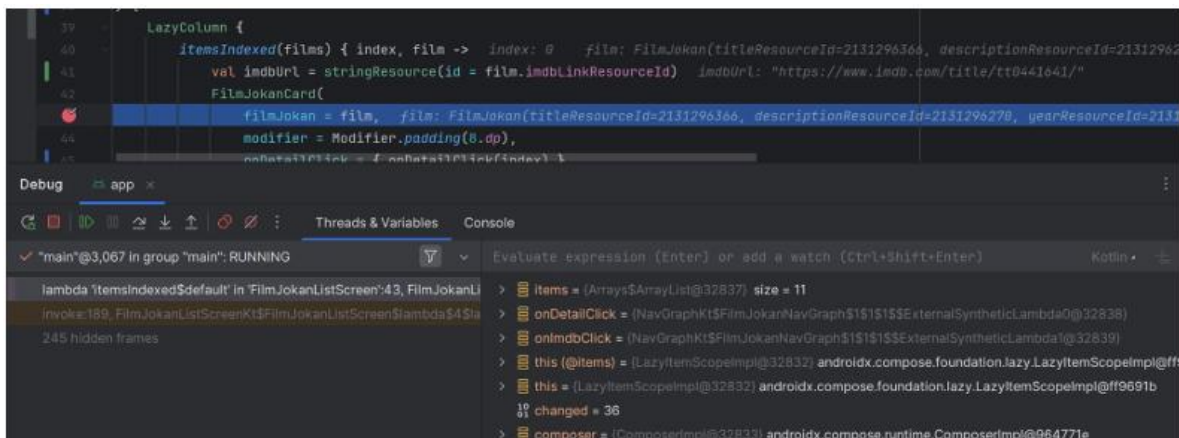 39 LazyColumn {
40 itemsIndexed(films) { index, film -> index: 0 film: FilmJokan(titleResourceId=2131296366, descriptionResourceId=21312962
41 val imdbUrl = stringResource(id = film.imdbLinkResourceId) imdbUrl: "https://www.imdb.com/title/tt0441641/"
42 FilmJokanCard(
filmJokan = film, film: FilmJokan(titleResourceId=2131296366, descriptionResourceId=2131296270, yearResourceId=2131
44 modifier = Modifier.padding(8.dp),
45 onDetailClick = { onDetailClick(index) }
Debug app
Threads & Variables Console
"main"@3,067 in group "main": RUNNING
Evaluate expression (Enter) or add a watch (Ctrl+Shift+Enter) Kotlin
lambda 'itemsIndexed$default' in 'FilmJokanListScreen':43, FilmJokanLi
invoke:189, FilmJokanListScreenKt$FilmJokanListScreen$lambda$4$la
245 hidden frames
items = {Arrays$ArrayList@32837} size = 11
onDetailClick = {NavGraphKt$FilmJokanNavGraph$1$1$1$$ExternalSyntheticLambda0@32838}
onImdbClick = {NavGraphKt$FilmJokanNavGraph$1$1$1$$ExternalSyntheticLambda1@32839}
this (@items) = {LazyItemScopeImpl@32832} androidx.compose.foundation.lazy.LazyItemScopeImpl@ff
this = {LazyItemScopeImpl@32832} androidx.compose.foundation.lazy.LazyItemScopeImpl@ff9691b
changed = 36
composer = {ComposerImpl@32833} androidx.compose.runtime.ComposerImpl@964771e